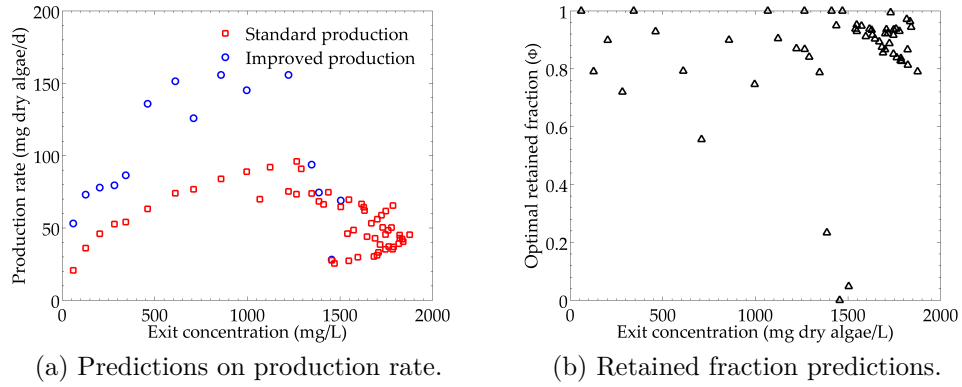 200
150
100
50
0
Production rate (mg dry algae/d)
Standard production
Improved production
0 500 1000 1500 2000
Exit concentration (mg/L)
(a) Predictions on production rate.
1
0.8
0.6
0.4
0.2
0
Optimal retained fraction (Φ)
0 500 1000 1500 2000
Exit concentration (mg dry algae/L)
(b) Retained fraction predictions.